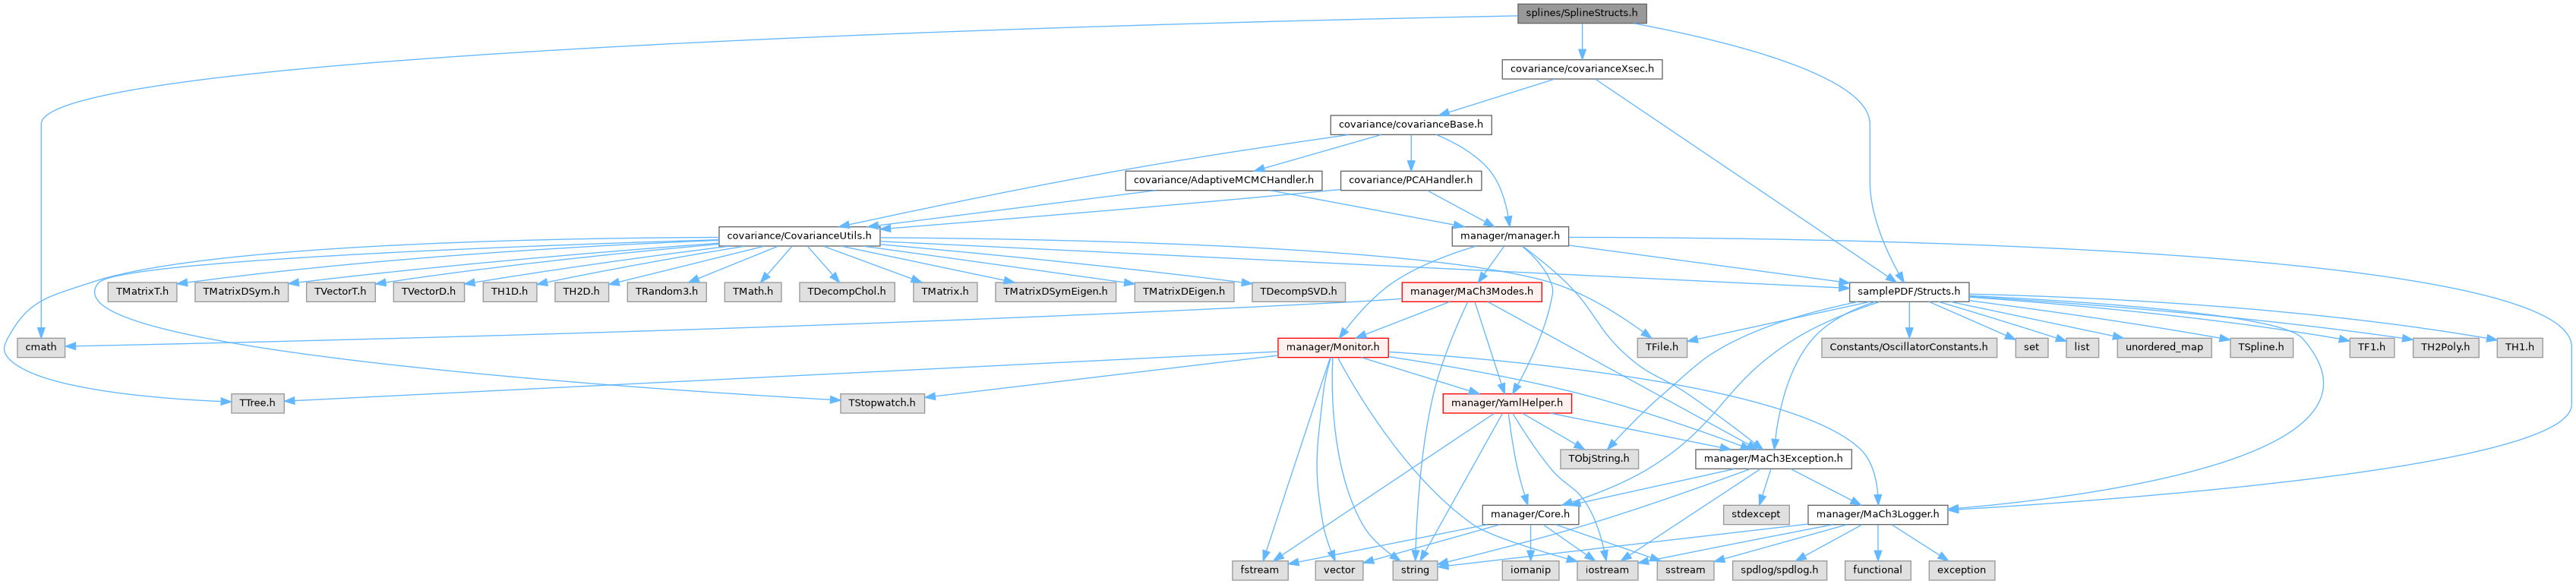 splines/SplineStructs.h
covariance/covarianceXsec.h
covariance/covarianceBase.h
covariance/AdaptiveMCMCHandler.h
covariance/PCAHandler.h
covariance/CovarianceUtils.h
manager/manager.h
TMatrixT.h
TMatrixDSym.h
TVectorT.h
TVectorD.h
TH1D.h
TH2D.h
TRandom3.h
TMath.h
TDecompChol.h
TMatrix.h
TMatrixDSymEigen.h
TMatrixDEigen.h
TDecompSVD.h
manager/MaCh3Modes.h
samplePDF/Structs.h
cmath
manager/Monitor.h
TFile.h
Constants/OscillatorConstants.h
set
list
unordered_map
TSpline.h
TF1.h
TH2Poly.h
TH1.h
TTree.h
TStopwatch.h
manager/YamlHelper.h
TObjString.h
manager/MaCh3Exception.h
manager/Core.h
stdexcept
manager/MaCh3Logger.h
fstream
vector
string
iomanip
iostream
sstream
spdlog/spdlog.h
functional
exception